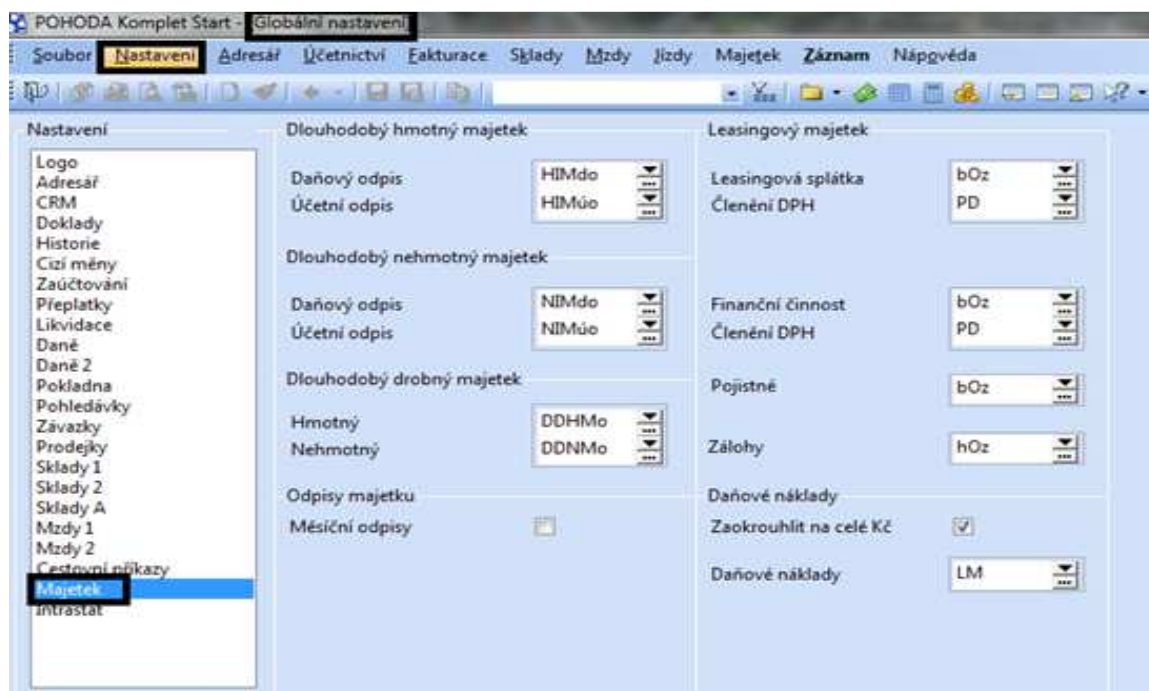 POHODA Komplet Start - Globální nastavení
Soubor Nastavení Adresář Účetnictví Fakturace Sklady Mzdy Jízdy Majetek Záznam Nápověda
Nastavení
Logo
Adresář
CRM
Doklady
Historie
Cizí měny
Zaúčtování
Přeplatky
Likvidace
Daně
Daně 2
Pokladna
Pohledávky
Závazky
Prodejky
Sklady 1
Sklady 2
Sklady A
Mzdy 1
Mzdy 2
Cestovní příkazy
Majetek
Intrastat
Dlouhodobý hmotný majetek
Daňový odpis HIMdo
Účetní odpis HIMúo
Dlouhodobý nehmotný majetek
Daňový odpis NIMdo
Účetní odpis NIMúo
Dlouhodobý drobný majetek
Hmotný DDHMo
Nehmotný DDNMo
Odpisy majetku
Měsíční odpisy
Leasingový majetek
Leasingová splátka bOz
Členění DPH PD
Finanční činnost bOz
Členění DPH PD
Pojistné bOz
Zálohy hOz
Daňové náklady
Zaokrouhlit na celé Kč
Daňové náklady LM